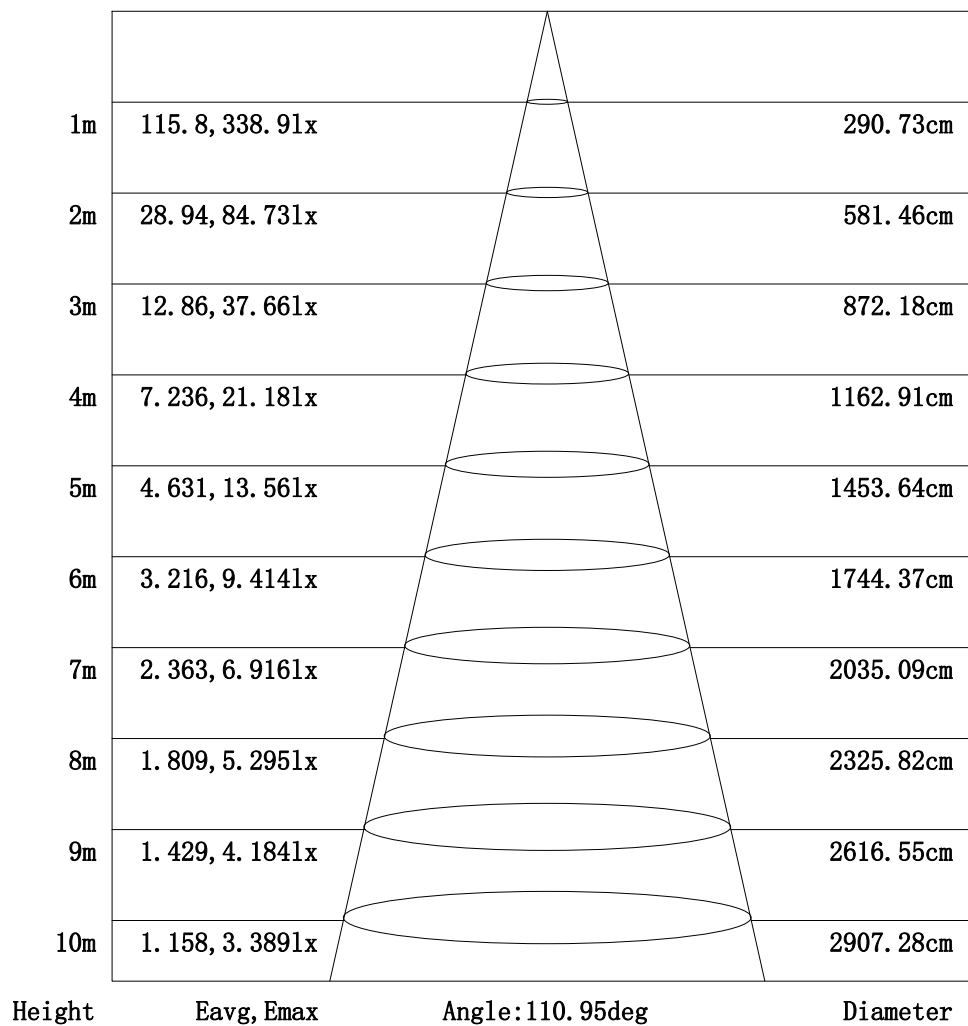 1m 115.8,338.9lx 290.73cm
2m 28.94,84.73lx 581.46cm
3m 12.86,37.66lx 872.18cm
4m 7.236,21.18lx 1162.91cm
5m 4.631,13.56lx 1453.64cm
6m 3.216,9.414lx 1744.37cm
7m 2.363,6.916lx 2035.09cm
8m 1.809,5.295lx 2325.82cm
9m 1.429,4.184lx 2616.55cm
10m 1.158,3.389lx 2907.28cm
Height Eavg,Emax Angle:110.95deg Diameter